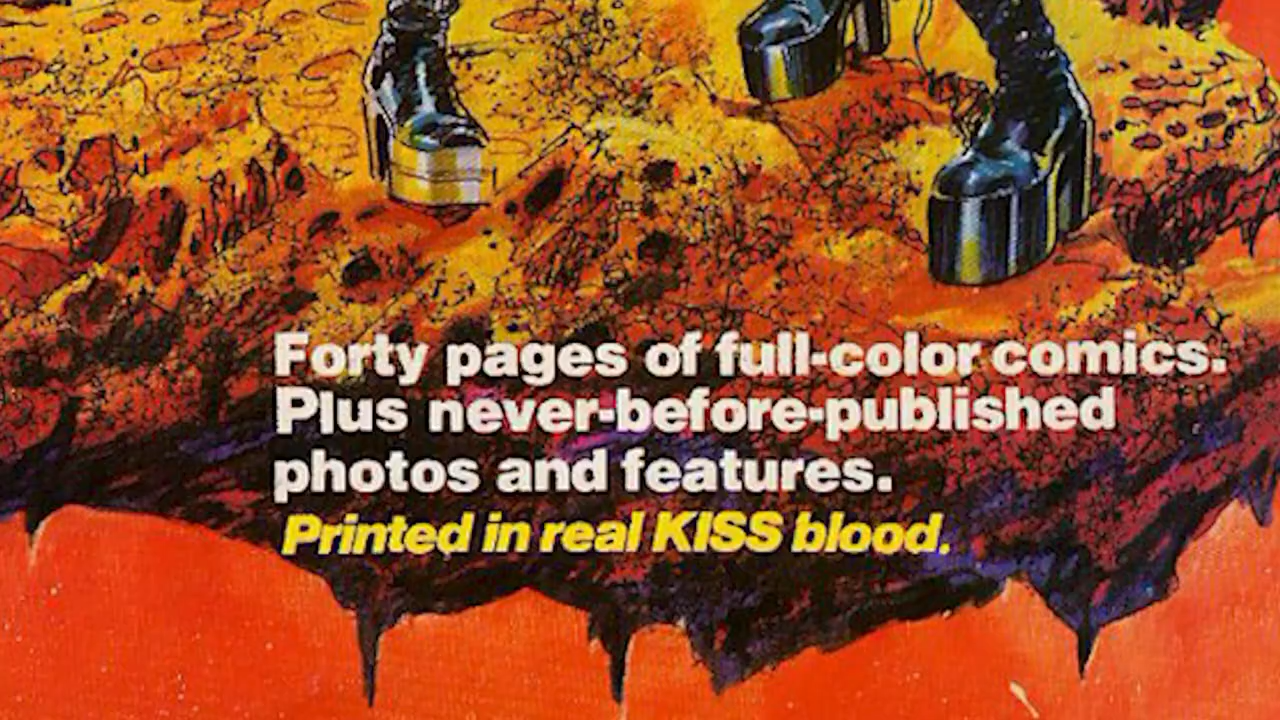 Forty pages of full-color comics.
Plus never-before-published
photos and features.
Printed in real KISS blood.